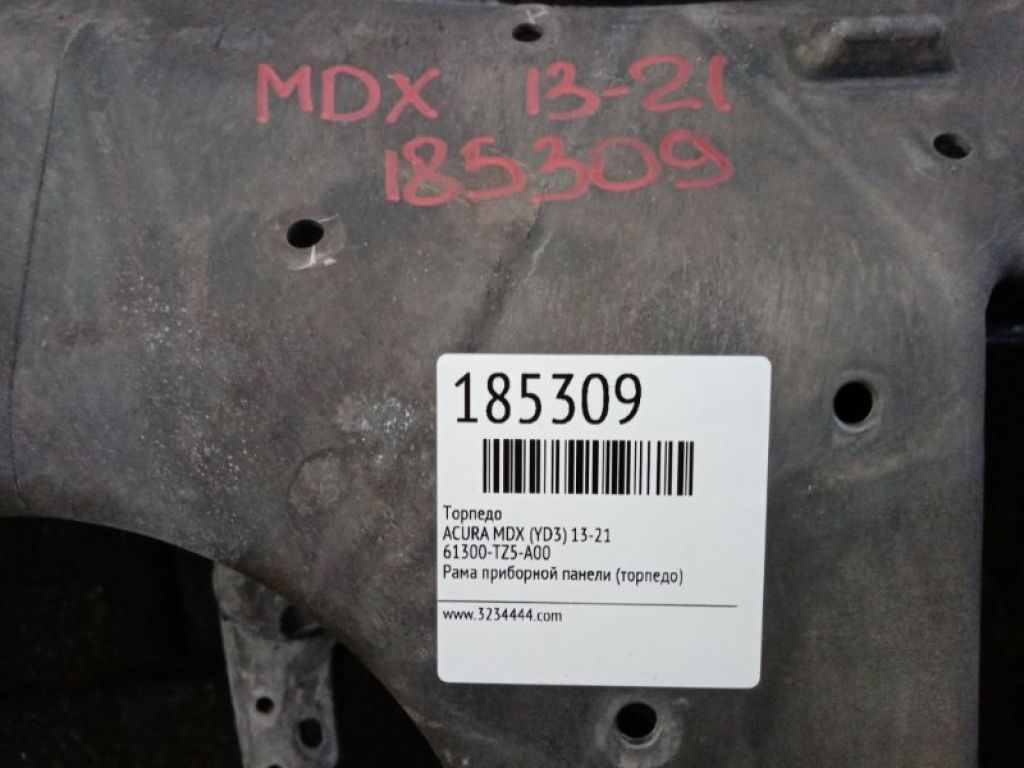 MDX 13-21
185309
185309
Торпедо
ACURA MDX (YD3) 13-21
61300-TZ5-A00
Рама приборной панели (торпедо)
www.3234444.com